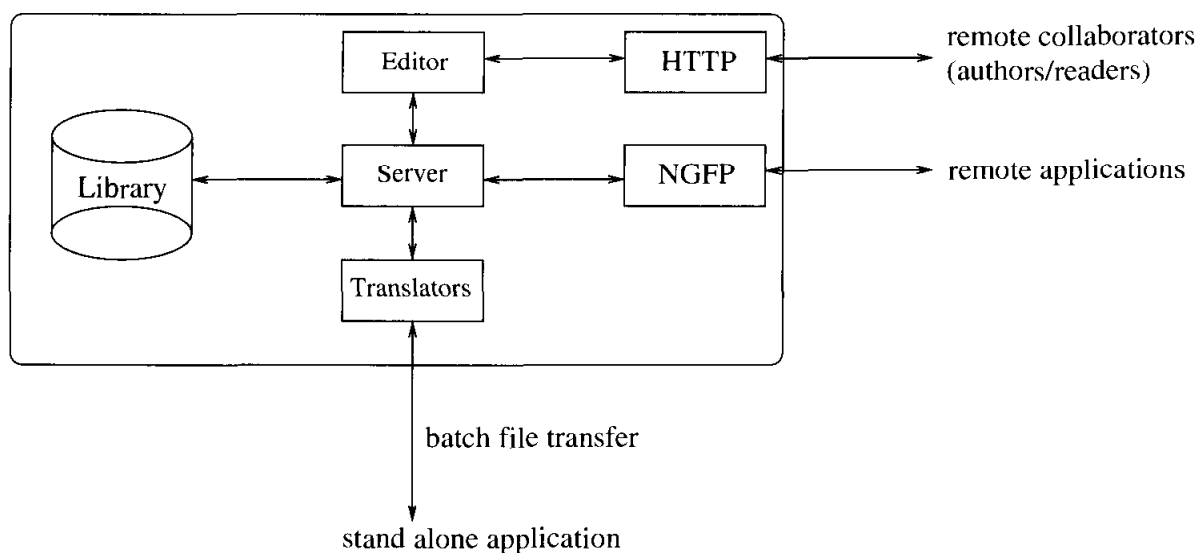 Editor
HTTP
remote collaborators
(authors/readers)
Library
Server
NGFP
remote applications
Translators
batch file transfer
stand alone application